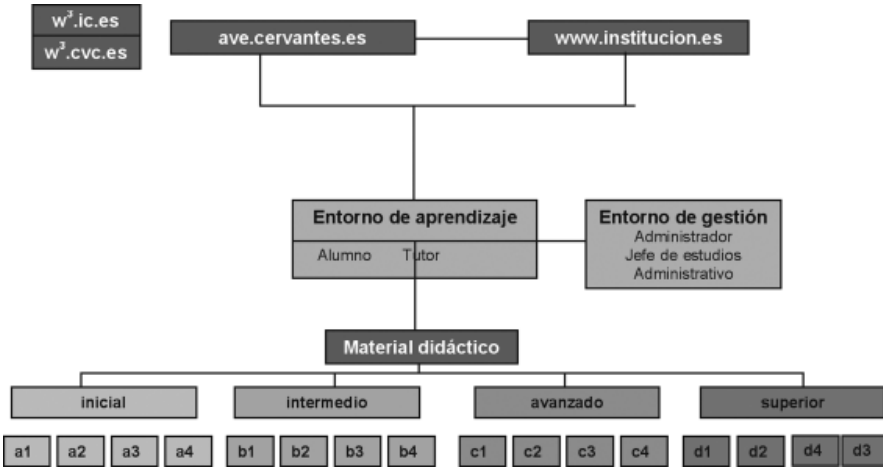 w³.ic.es
w³.cvc.es
ave.cervantes.es
www.institucion.es
Entorno de aprendizaje
Alumno Tutor
Entorno de gestión
Administrador
Jefe de estudios
Administrativo
Material didáctico
inicial intermedio avanzado superior
a1 a2 a3 a4 b1 b2 b3 b4 c1 c2 c3 c4 d1 d2 d4 d3